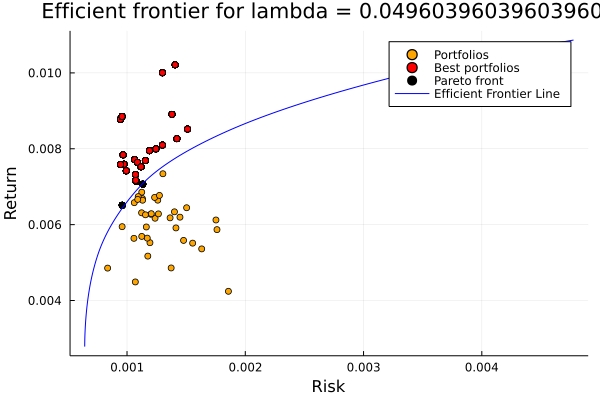 Efficient frontier for lambda = 0.04960396039603960
Portfolios
Best portfolios
Pareto front
Efficient Frontier Line
Return
0.010
0.008
0.006
0.004
0.001
0.002
0.003
0.004
Risk